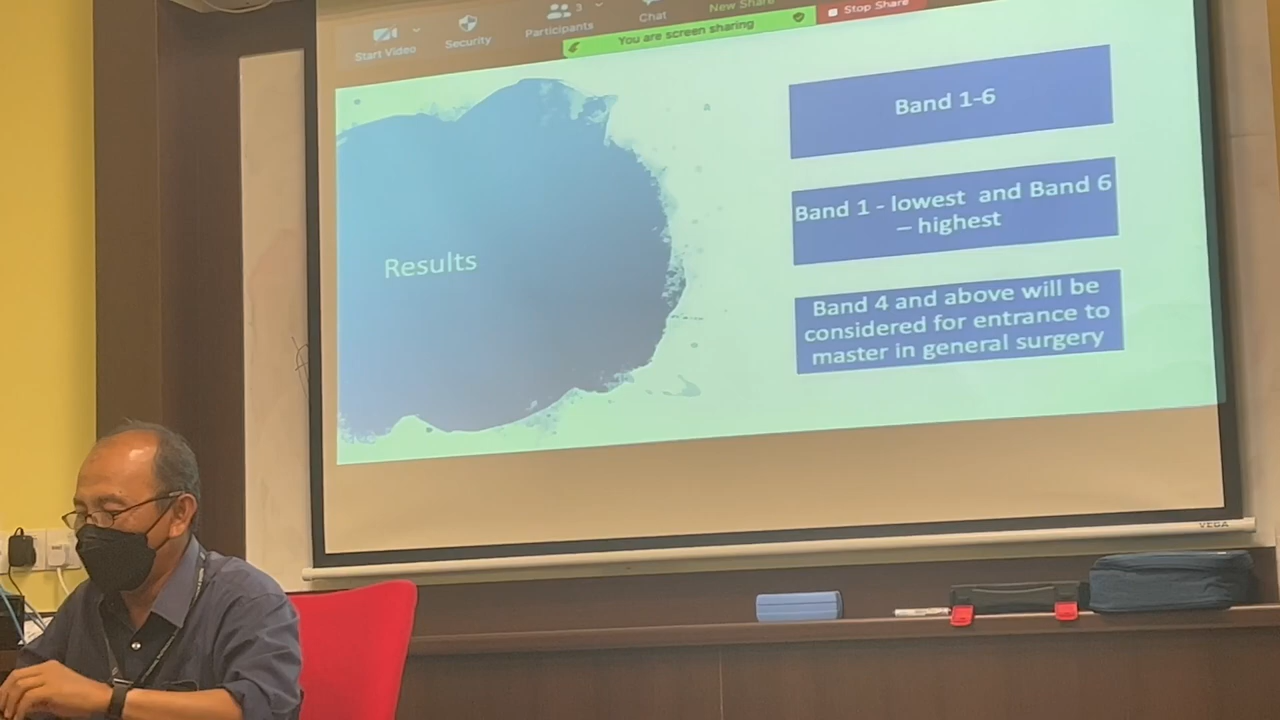 3
Start Video
Security
Participants
Chat
New Share
Stop Share
You are screen sharing
Results
Band 1-6
Band 1 - lowest and Band 6
– highest
Band 4 and above will be
considered for entrance to
master in general surgery
VEGA